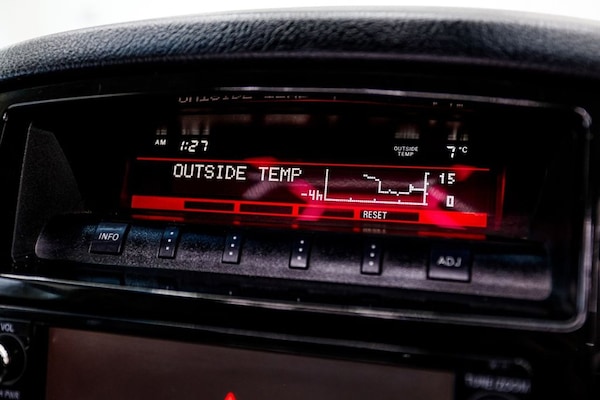 AM 1:27
OUTSIDE TEMP 7°C
OUTSIDE TEMP
15
-4h
0
RESET
INFO
ADJ
VOL